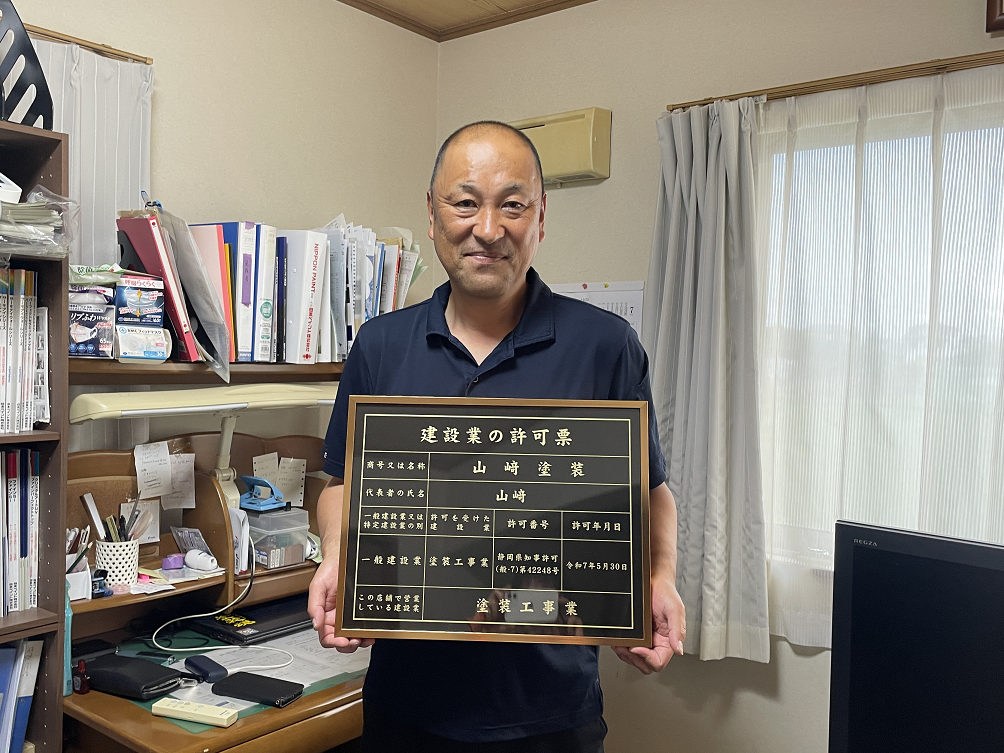 建設業の許可票
商号又は名称
山﨑塗装
代表者の氏名
山﨑
一般建設業又は
特定建設業の別
許可を受けた
建設業
許可番号
許可年月日
一般建設業
塗装工事業
静岡県知事許可
(般-7)第42248号
令和7年5月30日
この店舗で営業
している建設業
塗装工事業
NIPPON PAINT
REGZA